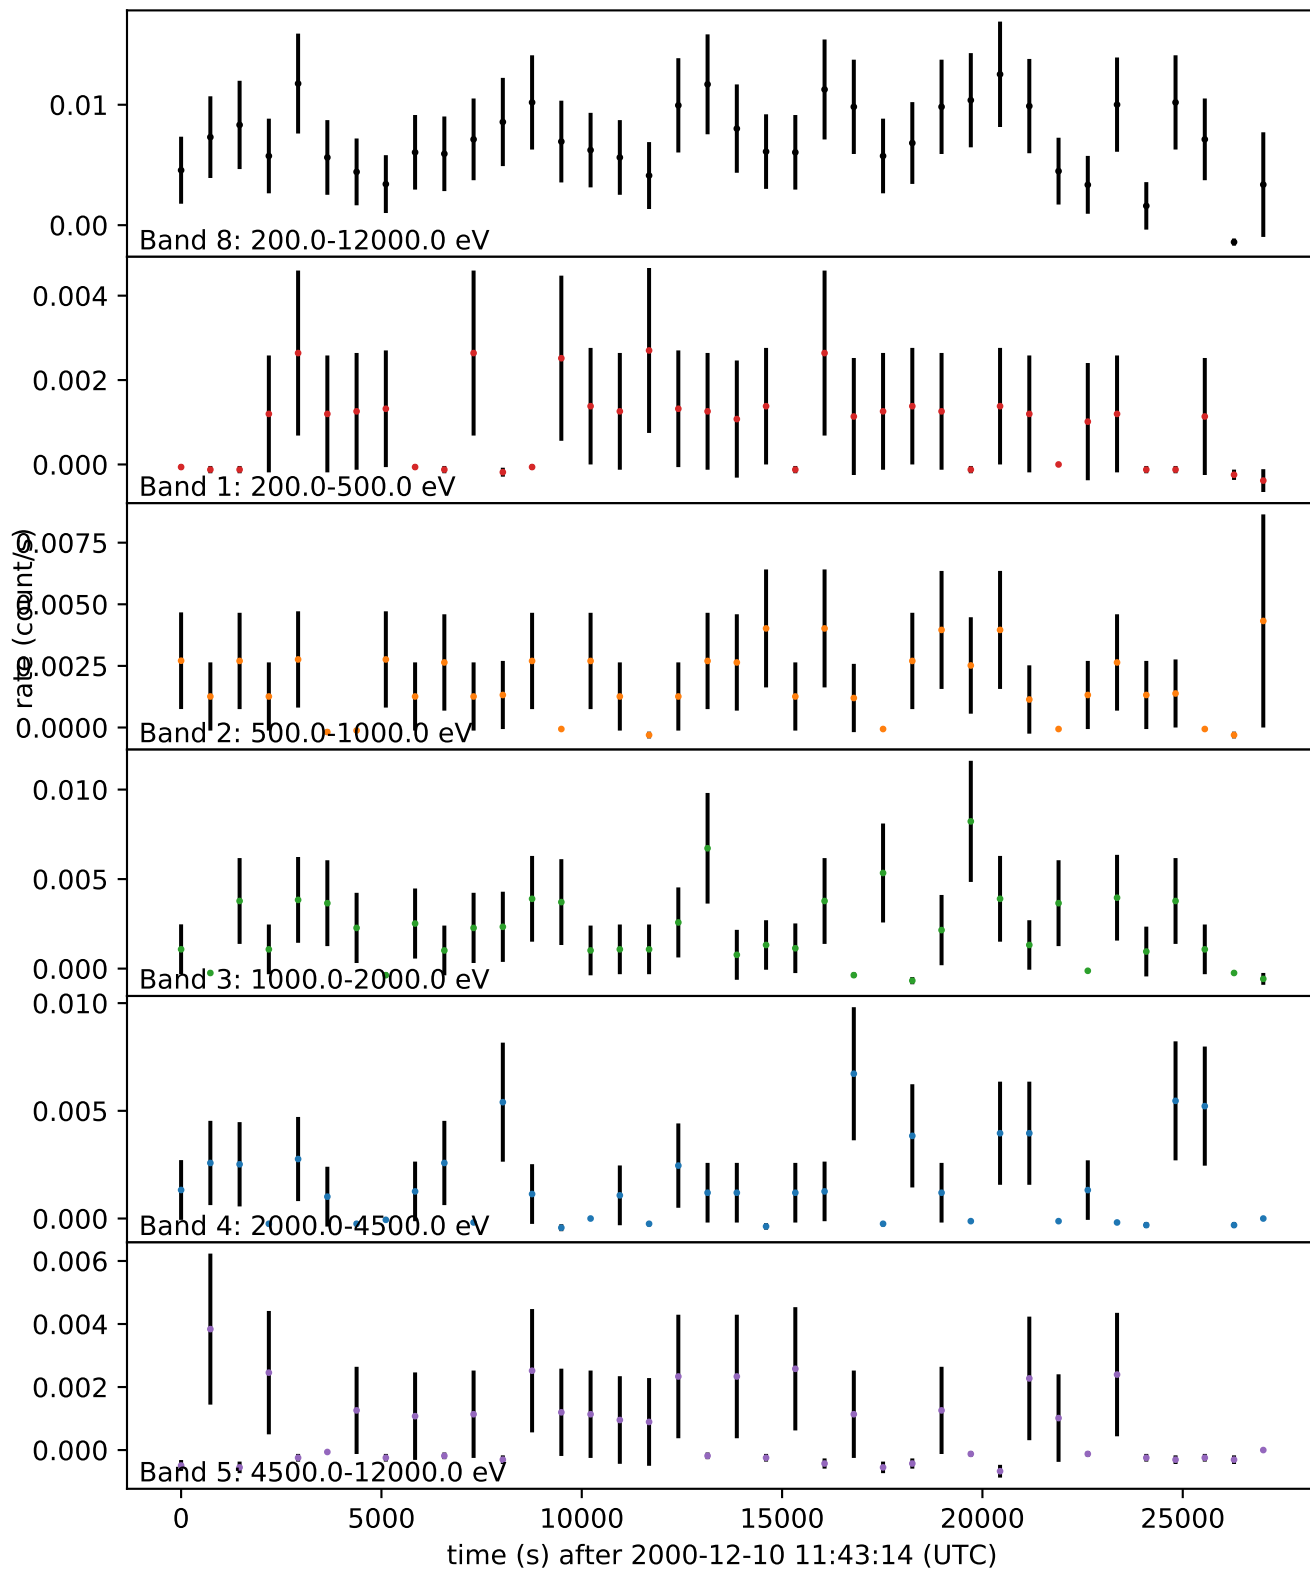 0.01
0.00
Band 8: 200.0-12000.0 eV
0.004
0.002
0.000
Band 1: 200.0-500.0 eV
rate (count/s)
0.0075
0.0050
0.0025
0.0000
Band 2: 500.0-1000.0 eV
0.010
0.005
0.000
Band 3: 1000.0-2000.0 eV
0.010
0.005
0.000
Band 4: 2000.0-4500.0 eV
0.006
0.004
0.002
0.000
Band 5: 4500.0-12000.0 eV
0 5000 10000 15000 20000 25000
time (s) after 2000-12-10 11:43:14 (UTC)